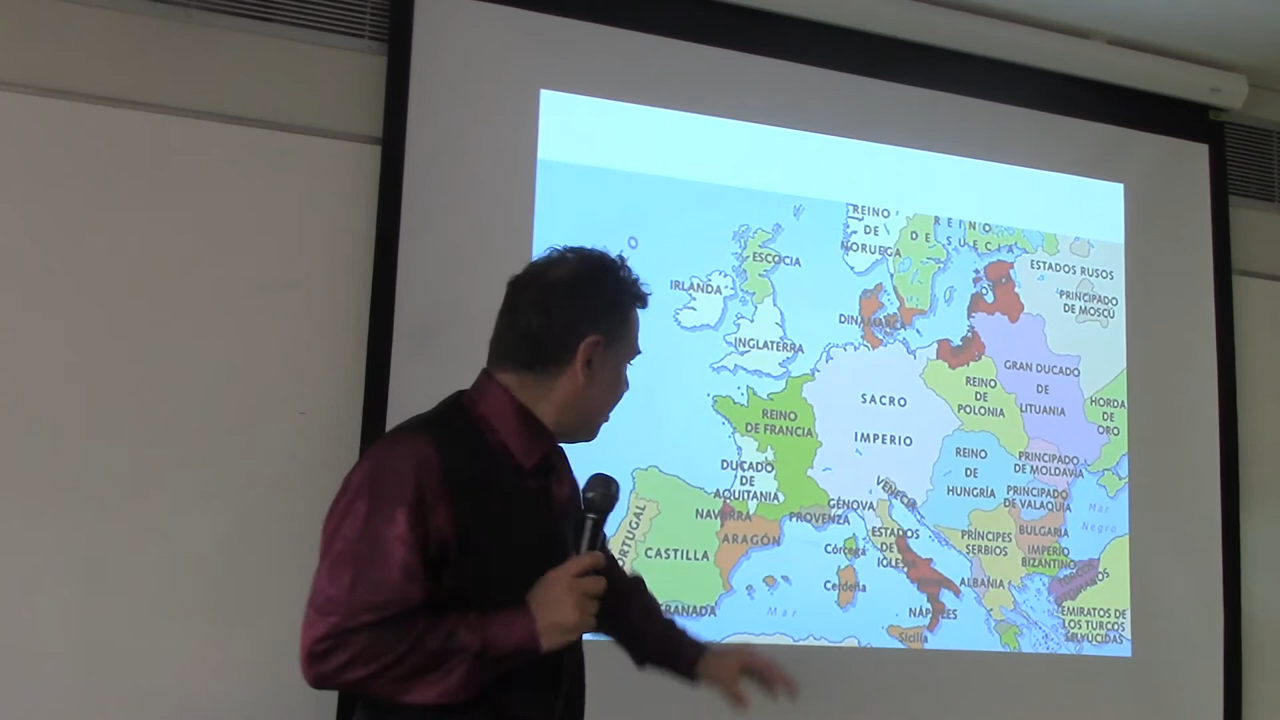 REINO
DE
NORUEGA
REINO
DE SUECIA
ESCOCIA
IRLANDA
INGLATERRA
DINAMARCA
ESTADOS RUSOS
PRINCIPADO
DE MOSCÚ
GRAN DUCADO
DE
LITUANIA
HORDA
DE
ORO
REINO
DE
POLONIA
SACRO
IMPERIO
REINO
DE FRANCIA
DUCADO
DE
AQUITANIA
REINO
DE
HUNGRÍA
PRINCIPADO
DE MOLDAVIA
PRINCIPADO
DE VALAQUIA
Mar
Negro
VENECIA
GÉNOVA
PROVENZA
NAVARRA
ARAGÓN
PORTUGAL
CASTILLA
GRANADA
Córcega
Cerdeña
Mar
ESTADOS
DE
IGLESIA
NÁPOLES
Sicilia
PRÍNCIPES
SERBIOS
ALBANIA
BULGARIA
IMPERIO
BIZANTINO
TURCOS
OTOMANOS
EMIRATOS DE
LOS TURCOS
SELYÚCIDAS